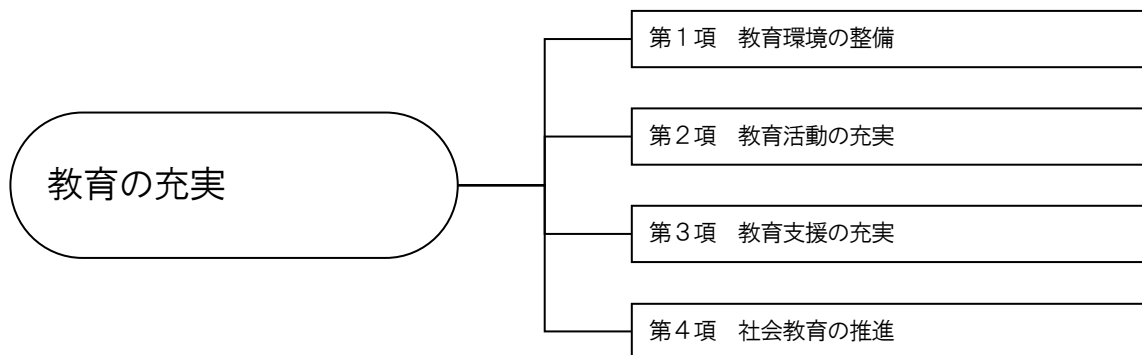 教育の充実
第１項　教育環境の整備
第２項　教育活動の充実
第３項　教育支援の充実
第４項　社会教育の推進